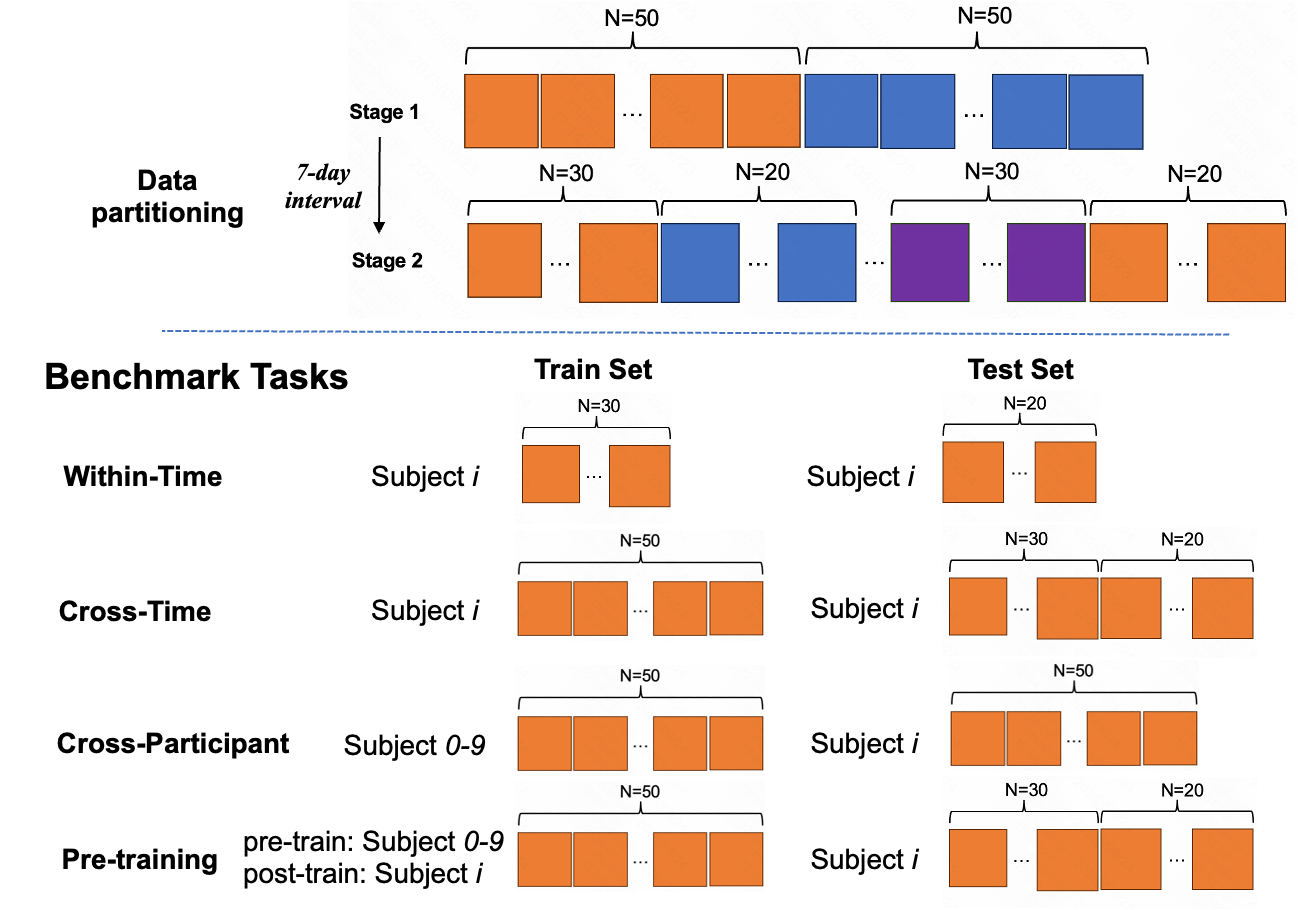 N=50 N=50
Stage 1
...
...
7-day
interval
Data
partitioning
N=30 N=20 N=30 N=20
Stage 2
... ... ... ... ...
Benchmark Tasks
Train Set Test Set
N=30 N=20
Within-Time Subject i ... Subject i ...
N=50 N=30 N=20
Cross-Time Subject i ... Subject i ... ...
N=50 N=50
Cross-Participant Subject 0-9 ... Subject i ...
N=50 N=30 N=20
Pre-training pre-train: Subject 0-9
post-train: Subject i
... Subject i ... ...